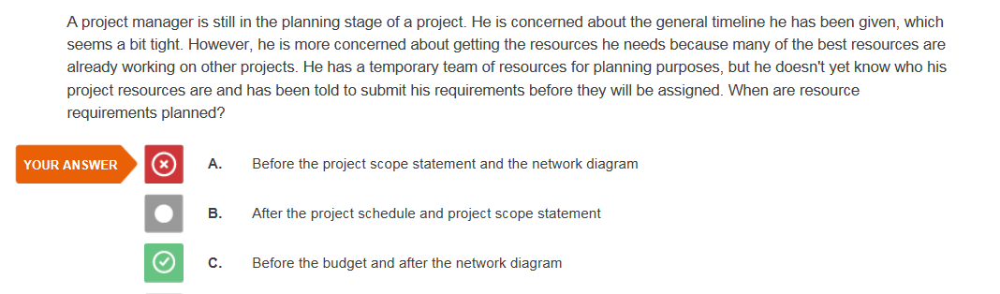 A project manager is still in the planning stage of a project. He is concerned about the general timeline he has been given, which
seems a bit tight. However, he is more concerned about getting the resources he needs because many of the best resources are
already working on other projects. He has a temporary team of resources for planning purposes, but he doesn't yet know who his
project resources are and has been told to submit his requirements before they will be assigned. When are resource
requirements planned?
YOUR ANSWER A. Before the project scope statement and the network diagram
B. After the project schedule and project scope statement
C. Before the budget and after the network diagram